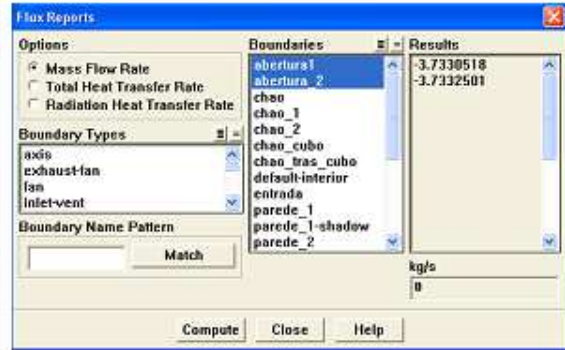 Flux Reports
Options
Mass Flow Rate
Total Heat Transfer Rate
Radiation Heat Transfer Rate
Boundary Types
axis
exhaust-fan
fan
inlet-vent
Boundary Name Pattern
Match
Boundaries
abertura1
abertura_2
chao
chao_1
chao_2
chao_cubo
chao_tras_cubo
default-interior
entrada
parede_1
parede_1-shadow
parede_2
Results
-3.7330518
-3.7332501
kg/s
0
Compute
Close
Help